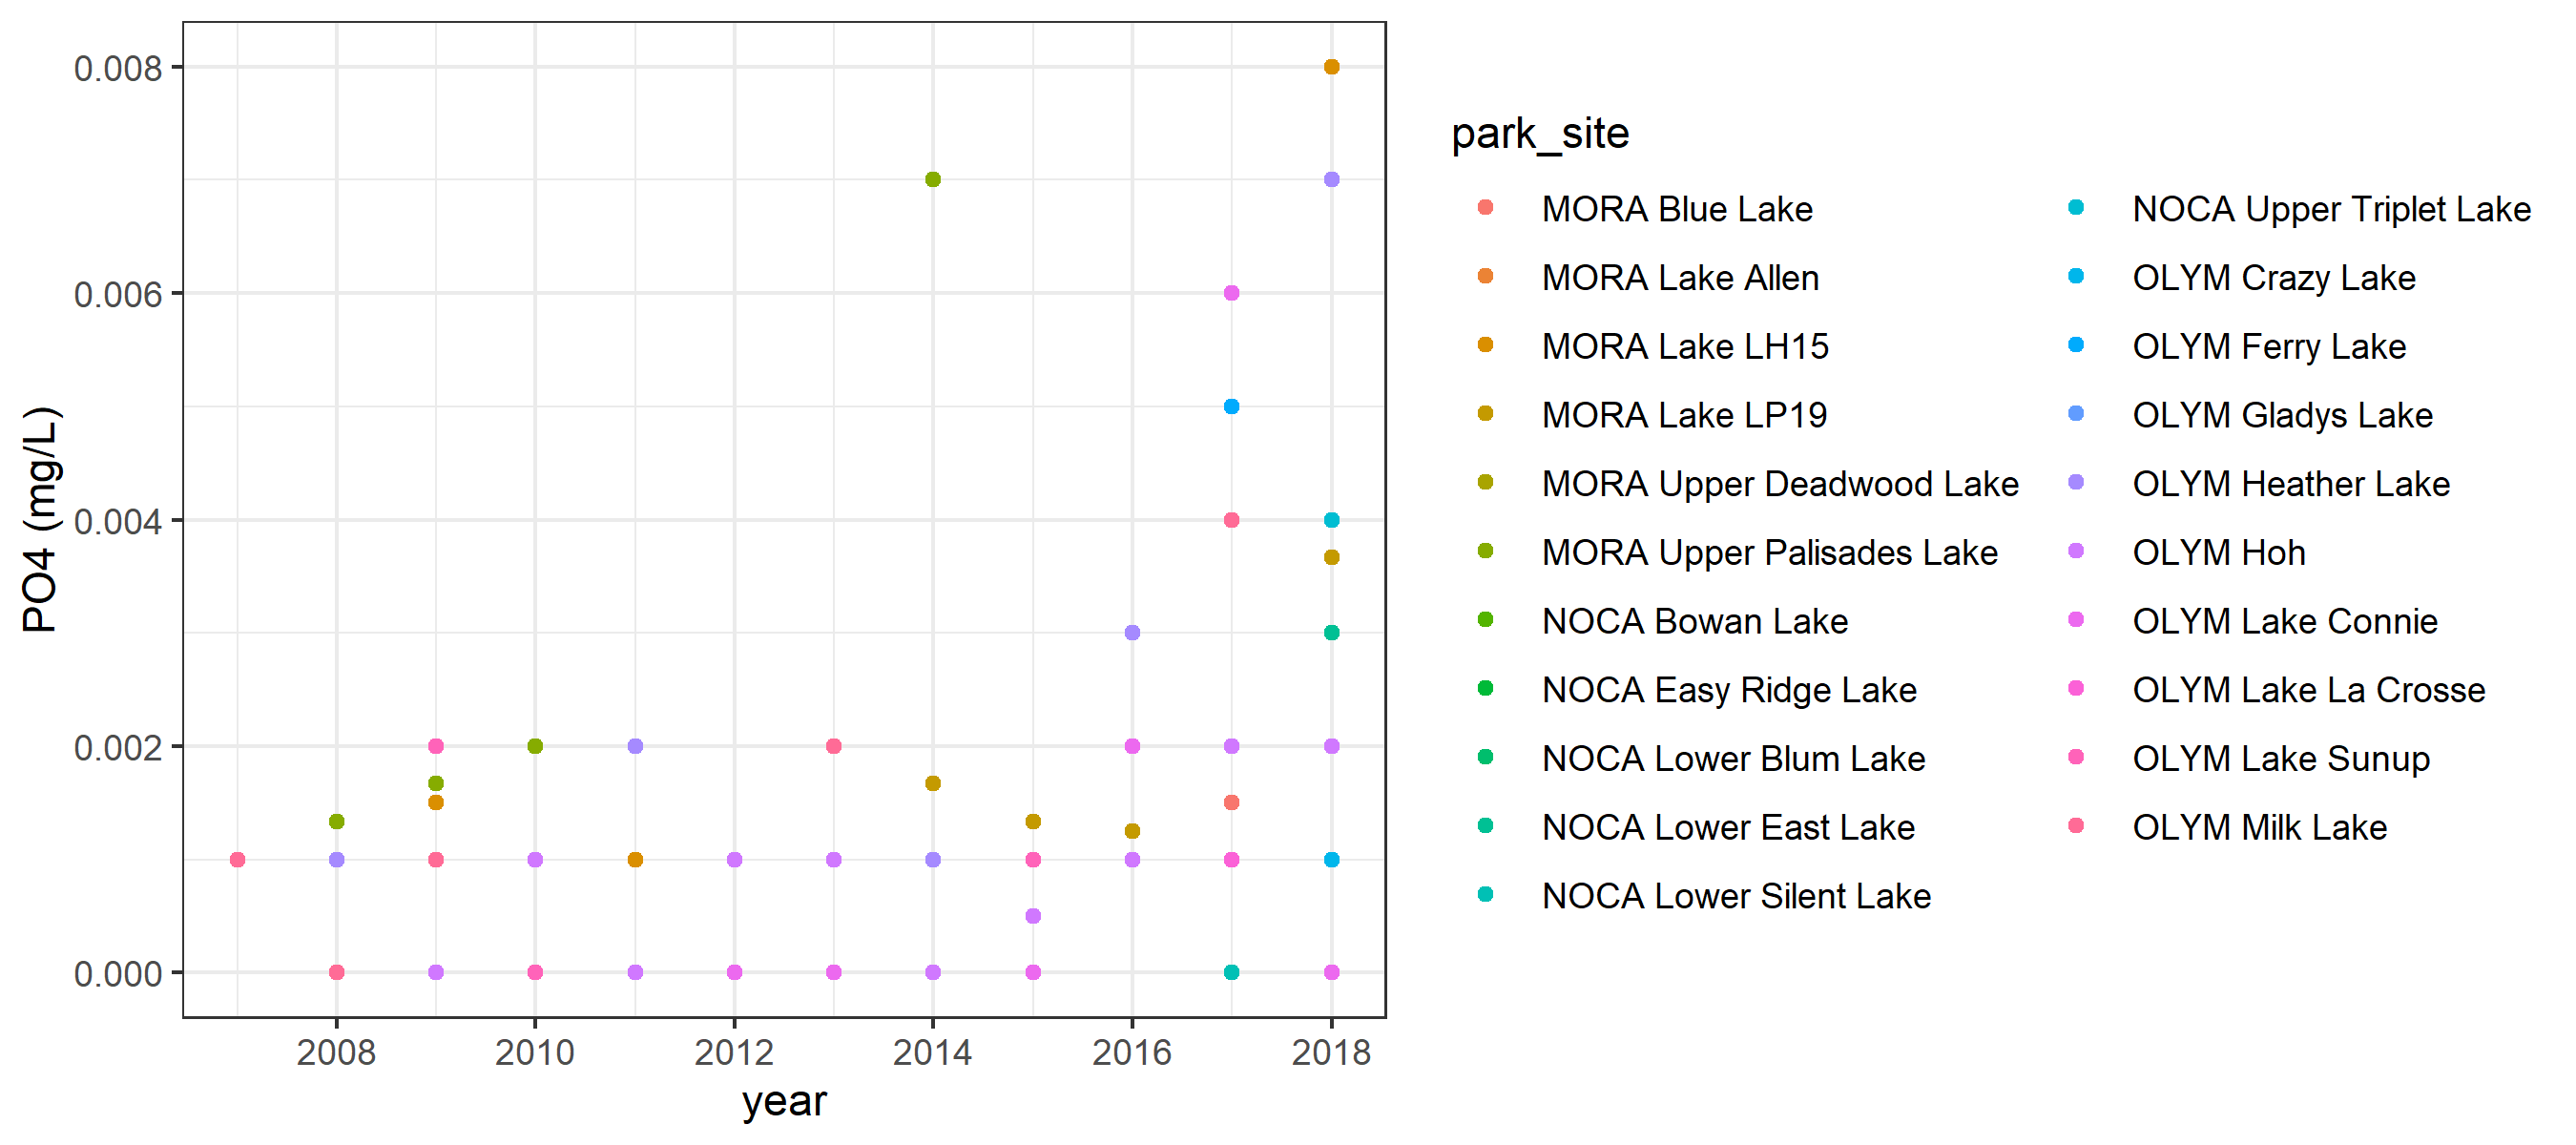 0.008
0.006
0.004
0.002
0.000
PO4 (mg/L)
2008 2010 2012 2014 2016 2018
year
park_site
MORA Blue Lake
MORA Lake Allen
MORA Lake LH15
MORA Lake LP19
MORA Upper Deadwood Lake
MORA Upper Palisades Lake
NOCA Bowan Lake
NOCA Easy Ridge Lake
NOCA Lower Blum Lake
NOCA Lower East Lake
NOCA Lower Silent Lake
NOCA Upper Triplet Lake
OLYM Crazy Lake
OLYM Ferry Lake
OLYM Gladys Lake
OLYM Heather Lake
OLYM Hoh
OLYM Lake Connie
OLYM Lake La Crosse
OLYM Lake Sunup
OLYM Milk Lake